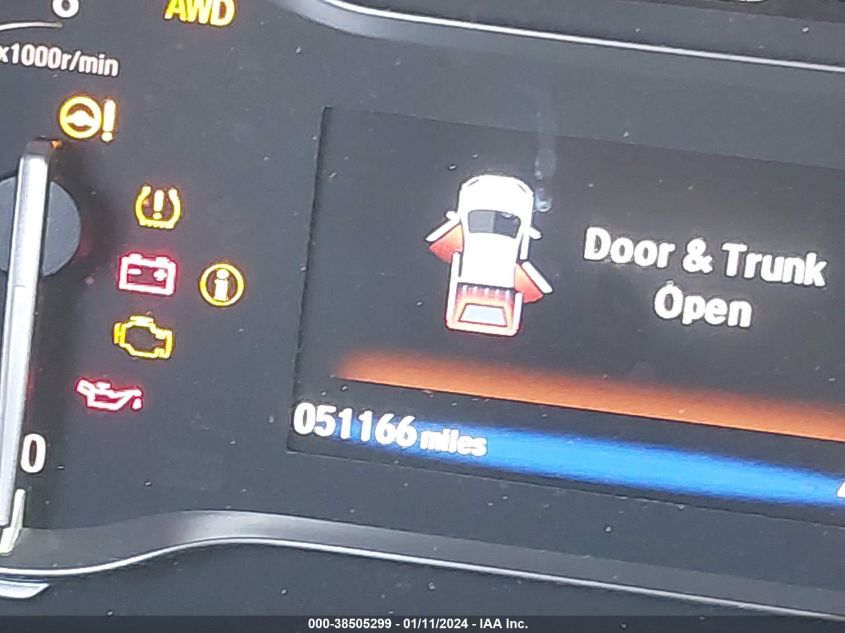 AWD
x1000r/min
Door & Trunk
Open
051166 miles
0
000-38505299 - 01/11/2024 - IAA Inc.